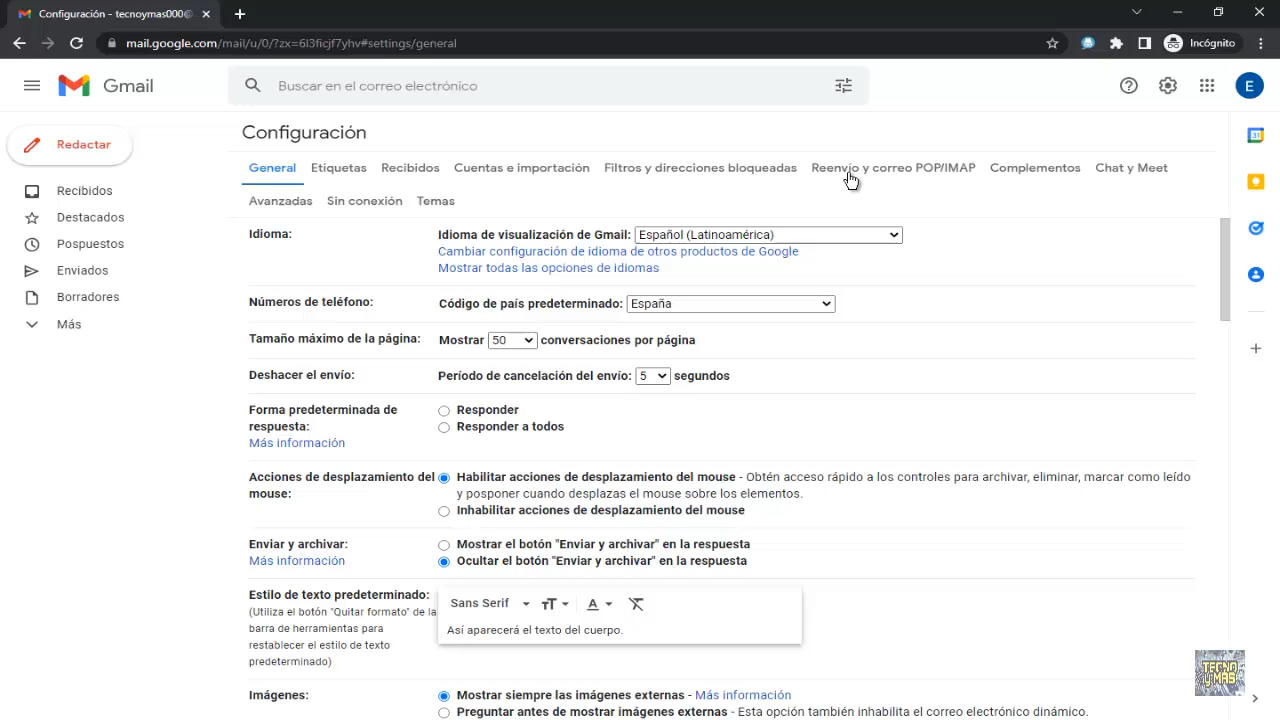 Configuración - tecnoymas000@
mail.google.com/mail/u/0/?zx=6l3ficjf7yhv#settings/general
Incógnito
Gmail
Buscar en el correo electrónico
E
Redactar
Recibidos
Destacados
Pospuestos
Enviados
Borradores
Más
Configuración
General Etiquetas Recibidos Cuentas e importación Filtros y direcciones bloqueadas Reenvío y correo POP/IMAP Complementos Chat y Meet
Avanzadas Sin conexión Temas
Idioma: Idioma de visualización de Gmail: Español (Latinoamérica)
Cambiar configuración de idioma de otros productos de Google
Mostrar todas las opciones de idiomas
Números de teléfono: Código de país predeterminado: España
Tamaño máximo de la página: Mostrar 50 conversaciones por página
Deshacer el envío: Período de cancelación del envío: 5 segundos
Forma predeterminada de respuesta:
Más información
Responder
Responder a todos
Acciones de desplazamiento del mouse:
Habilitar acciones de desplazamiento del mouse - Obtén acceso rápido a los controles para archivar, eliminar, marcar como leído
y posponer cuando desplazas el mouse sobre los elementos.
Inhabilitar acciones de desplazamiento del mouse
Enviar y archivar:
Más información
Mostrar el botón "Enviar y archivar" en la respuesta
Ocultar el botón "Enviar y archivar" en la respuesta
Estilo de texto predeterminado:
(Utiliza el botón "Quitar formato" de la
barra de herramientas para
restablecer el estilo de texto
predeterminado)
Sans Serif
Así aparecerá el texto del cuerpo.
Imágenes:
Mostrar siempre las imágenes externas - Más información
Preguntar antes de mostrar imágenes externas - Esta opción también inhabilita el correo electrónico dinámico.
31
TECNO
y MAS